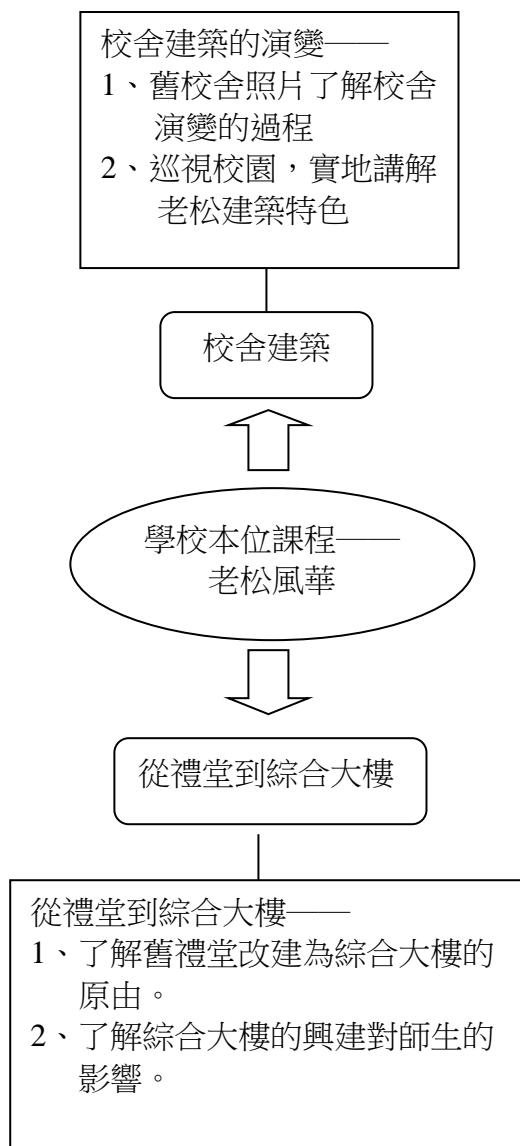 校舍建築的演變——
1、舊校舍照片了解校舍
演變的過程
2、巡視校園，實地講解
老松建築特色
校舍建築
學校本位課程——
老松風華
從禮堂到綜合大樓
從禮堂到綜合大樓——
1、了解舊禮堂改建為綜合大樓的
原由。
2、了解綜合大樓的興建對師生的
影響。